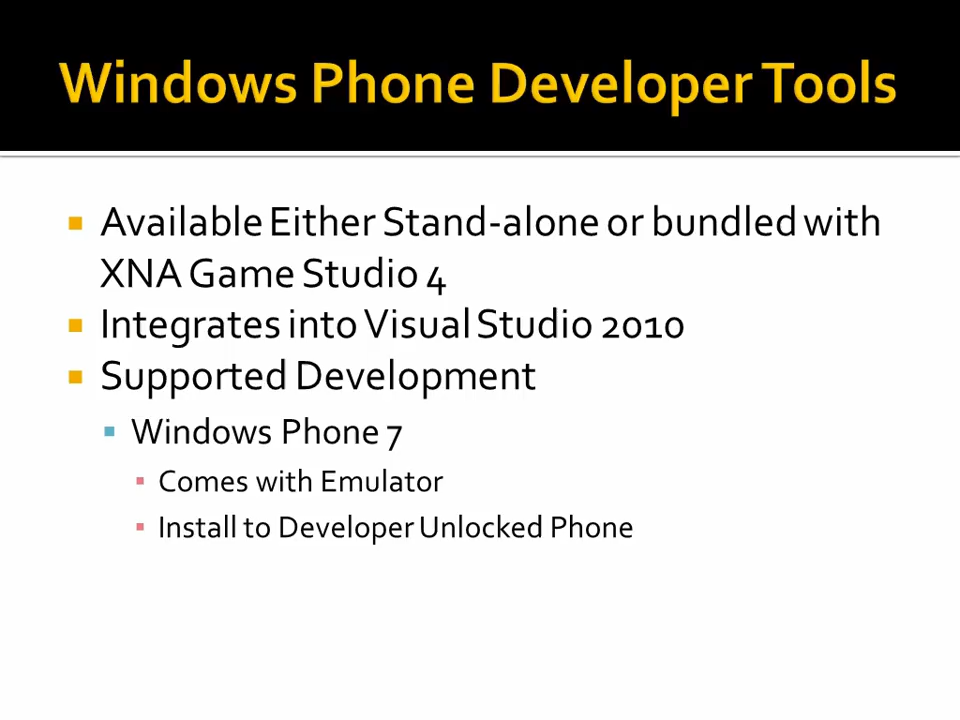 Windows Phone Developer Tools
Available Either Stand-alone or bundled with
XNA Game Studio 4
Integrates into Visual Studio 2010
Supported Development
Windows Phone 7
Comes with Emulator
Install to Developer Unlocked Phone